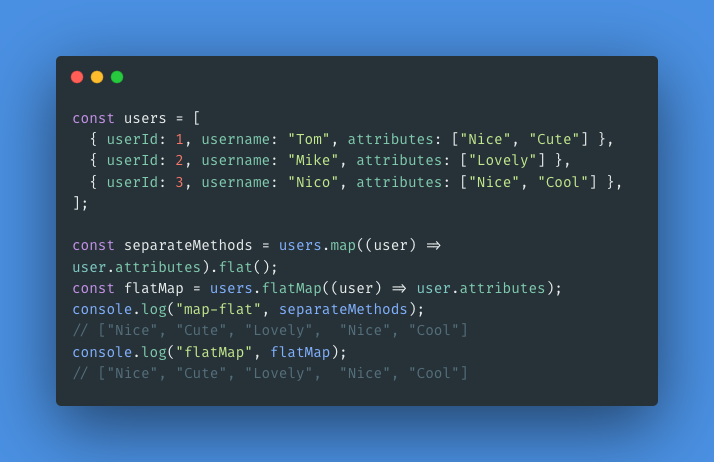 const users = [
  { userId: 1, username: "Tom", attributes: ["Nice", "Cute"] },
  { userId: 2, username: "Mike", attributes: ["Lovely"] },
  { userId: 3, username: "Nico", attributes: ["Nice", "Cool"] },
];

const separateMethods = users.map((user) =>
user.attributes).flat();
const flatMap = users.flatMap((user) => user.attributes);
console.log("map-flat", separateMethods);
// ["Nice", "Cute", "Lovely",  "Nice", "Cool"]
console.log("flatMap", flatMap);
// ["Nice", "Cute", "Lovely",  "Nice", "Cool"]